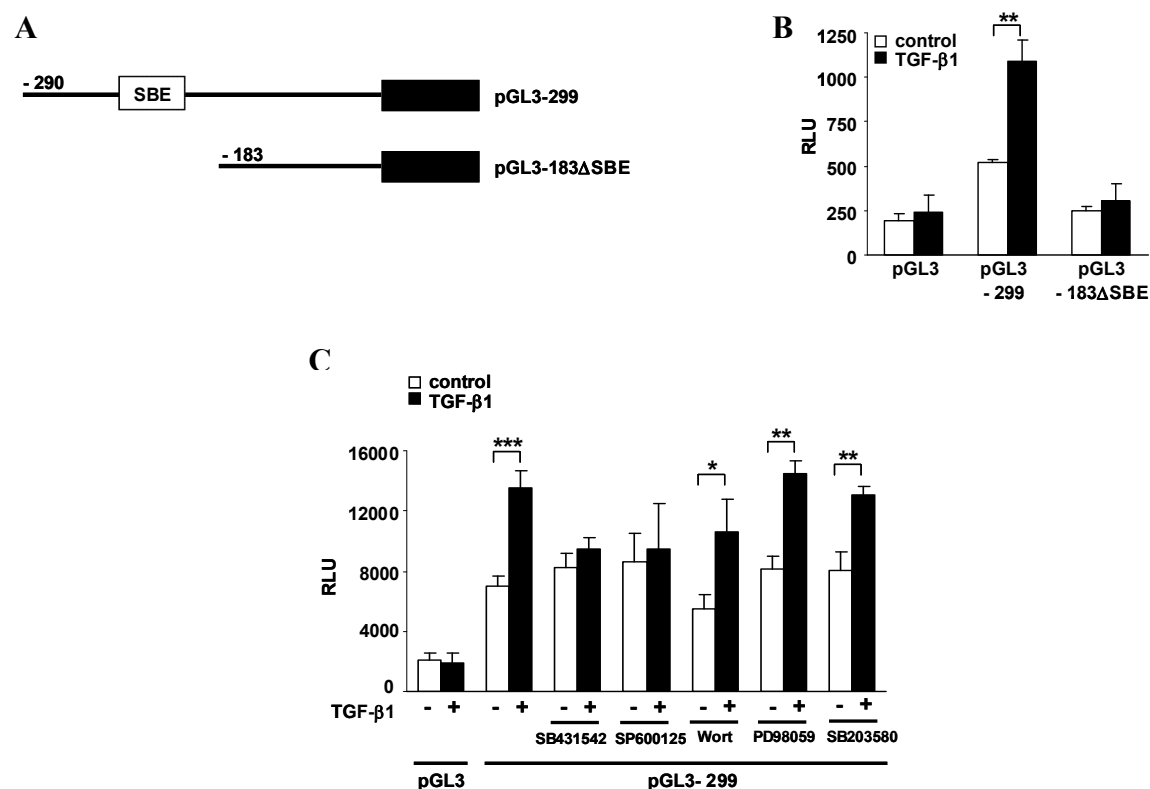 A
- 290
SBE
pGL3-299
- 183
pGL3-183ΔSBE
B
control
TGF-β1
**
RLU
1250
1000
750
500
250
0
pGL3
pGL3
- 299
pGL3
- 183ΔSBE
C
control
TGF-β1
RLU
16000
12000
8000
4000
0
***
*
**
**
TGF-β1 - + - + - + - + - + - + - +
SB431542 SP600125 Wort PD98059 SB203580
pGL3 pGL3- 299